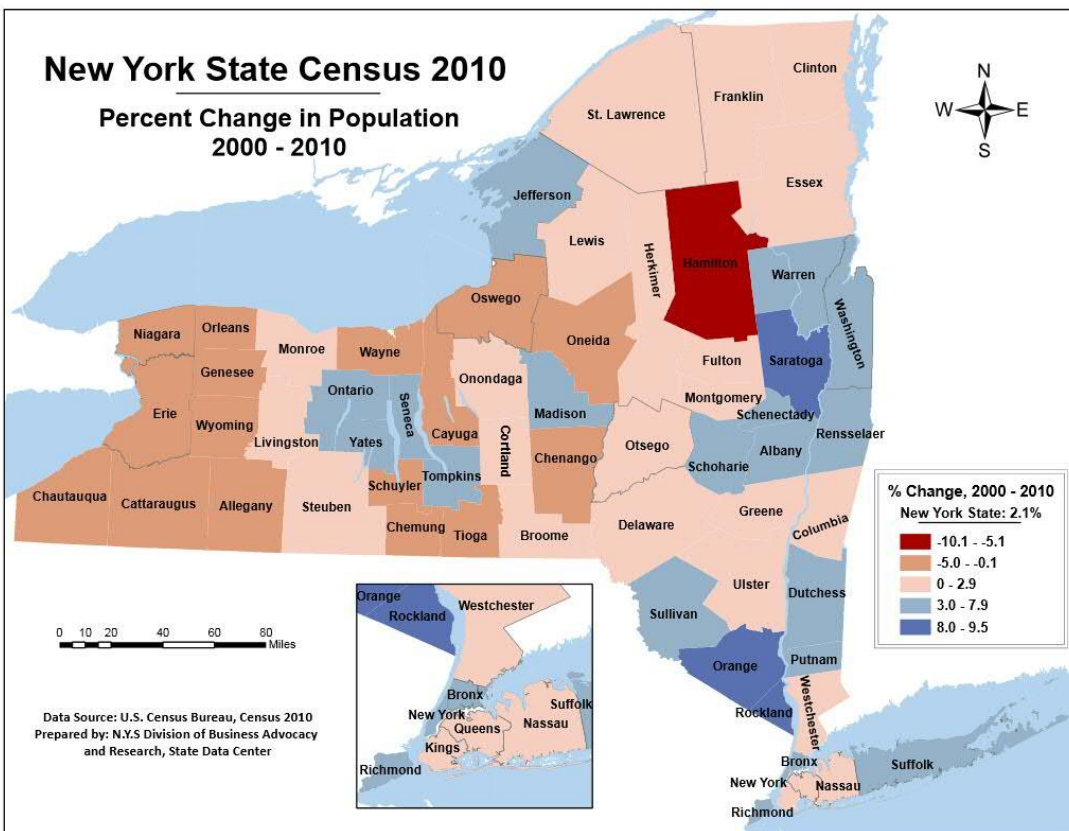 New York State Census 2010
Percent Change in Population
2000 - 2010
N
W
E
S
Clinton
Franklin
St. Lawrence
Essex
Jefferson
Lewis
Herkimer
Hamilton
Warren
Washington
Oswego
Oneida
Niagara
Orleans
Monroe
Wayne
Fulton
Saratoga
Genesee
Onondaga
Ontario
Seneca
Montgomery
Erie
Wyoming
Madison
Schenectady
Livingston
Yates
Cayuga
Cortland
Otsego
Albany
Rensselaer
Schoharie
Chenango
Tompkins
Schuyler
Chautauqua
Cattaraugus
Allegany
Steuben
Chemung
Tioga
Broome
Delaware
Greene
Columbia
Ulster
Sullivan
Dutchess
Orange
Putnam
Rockland
Westchester
Bronx
Suffolk
New York
Nassau
Richmond
% Change, 2000 - 2010
New York State: 2.1%
-10.1 - -5.1
-5.0 - -0.1
0 - 2.9
3.0 - 7.9
8.0 - 9.5
Orange
Rockland
Westchester
Bronx
Suffolk
New York
Queens
Nassau
Kings
Richmond
0 10 20 40 60 80
Miles
Data Source: U.S. Census Bureau, Census 2010
Prepared by: N.Y.S Division of Business Advocacy
and Research, State Data Center